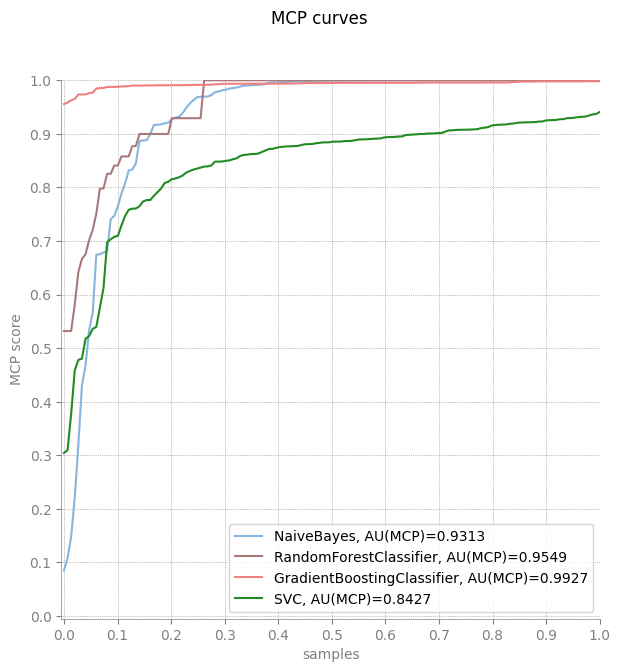 MCP curves
1.0
0.9
0.8
0.7
0.6
0.5
0.4
0.3
0.2
0.1
0.0
MCP score
NaiveBayes, AU(MCP)=0.9313
RandomForestClassifier, AU(MCP)=0.9549
GradientBoostingClassifier, AU(MCP)=0.9927
SVC, AU(MCP)=0.8427
0.0 0.1 0.2 0.3 0.4 0.5 0.6 0.7 0.8 0.9 1.0
samples